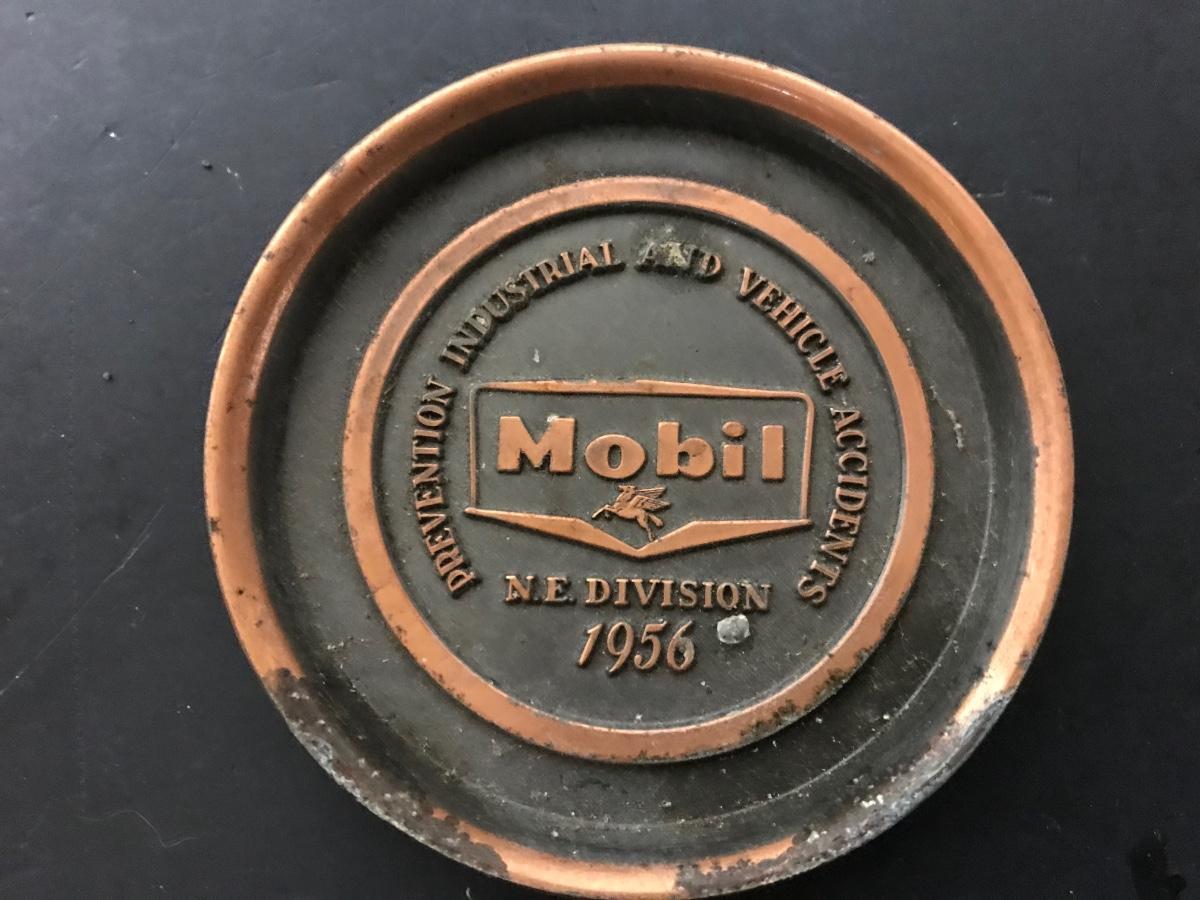 PREVENTION INDUSTRIAL AND VEHICLE ACCIDENTS
Mobil
N.E. DIVISION
1956